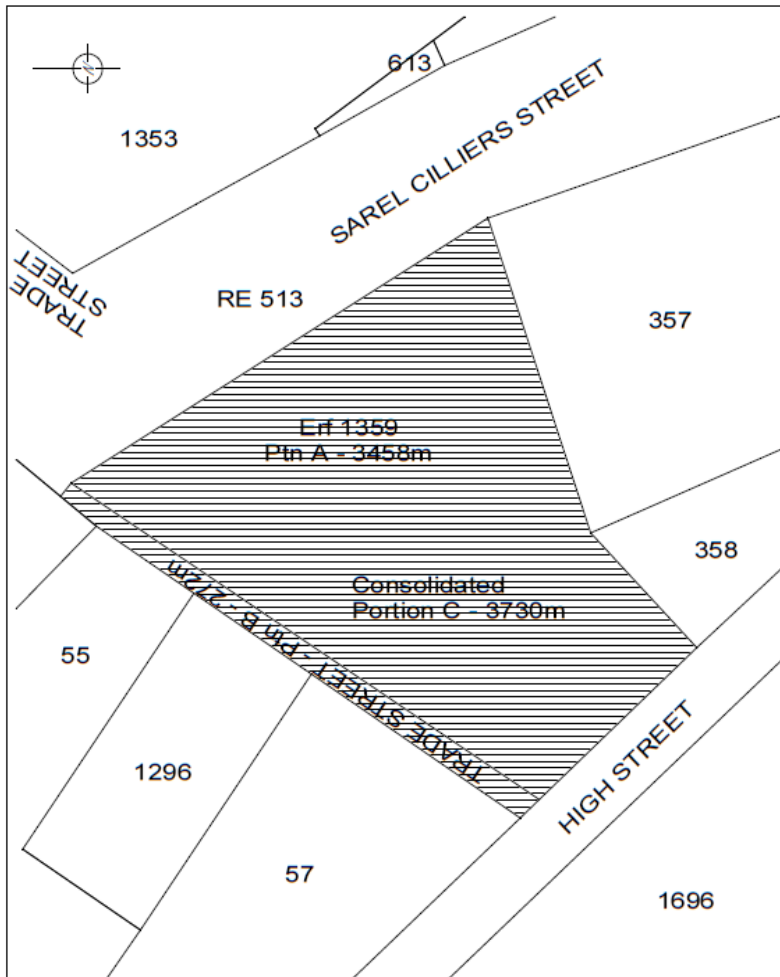 613
1353
SAREL CILLIERS STREET
TRADE
STREET
RE 513
357
Erf 1359
Ptn A - 3458m
358
Consolidated
Portion C - 3730m
TRADE STREET - Ptn B - 272m
55
1296
HIGH STREET
57
1696